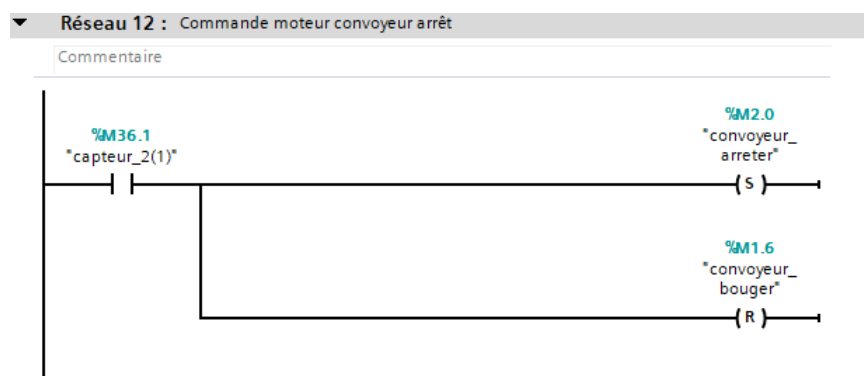 Réseau 12 : Commande moteur convoyeur arrêt
Commentaire
%M36.1
"capteur_2(1)"
%M2.0
"convoyeur_
arreter"
S
%M1.6
"convoyeur_
bouger"
R